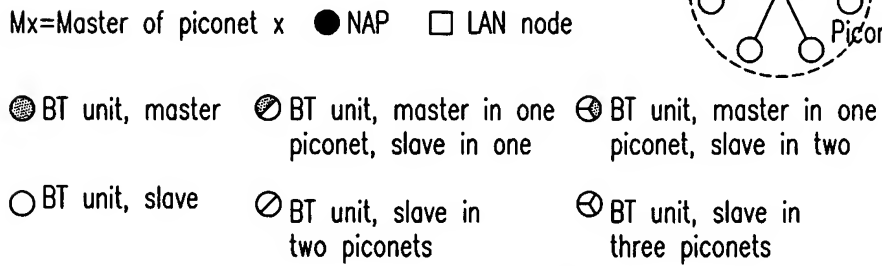 Mx=Master of piconet x NAP LAN node
BT unit, master
BT unit, master in one
piconet, slave in one
BT unit, master in one
piconet, slave in two
BT unit, slave
BT unit, slave in
two piconets
BT unit, slave in
three piconets